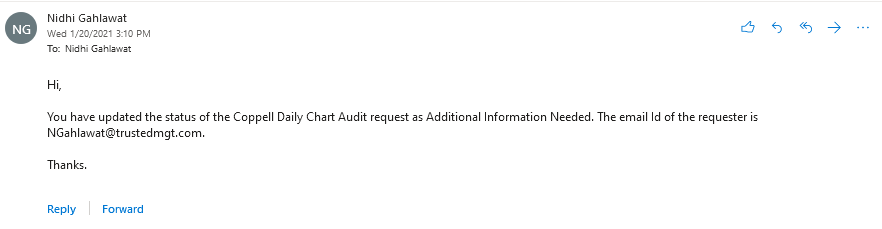 NG
Nidhi Gahlawat
Wed 1/20/2021 3:10 PM
To: Nidhi Gahlawat
Hi,
You have updated the status of the Coppell Daily Chart Audit request as Additional Information Needed. The email Id of the requester is
NGahlawat@trustedmgt.com.
Thanks.
Reply Forward